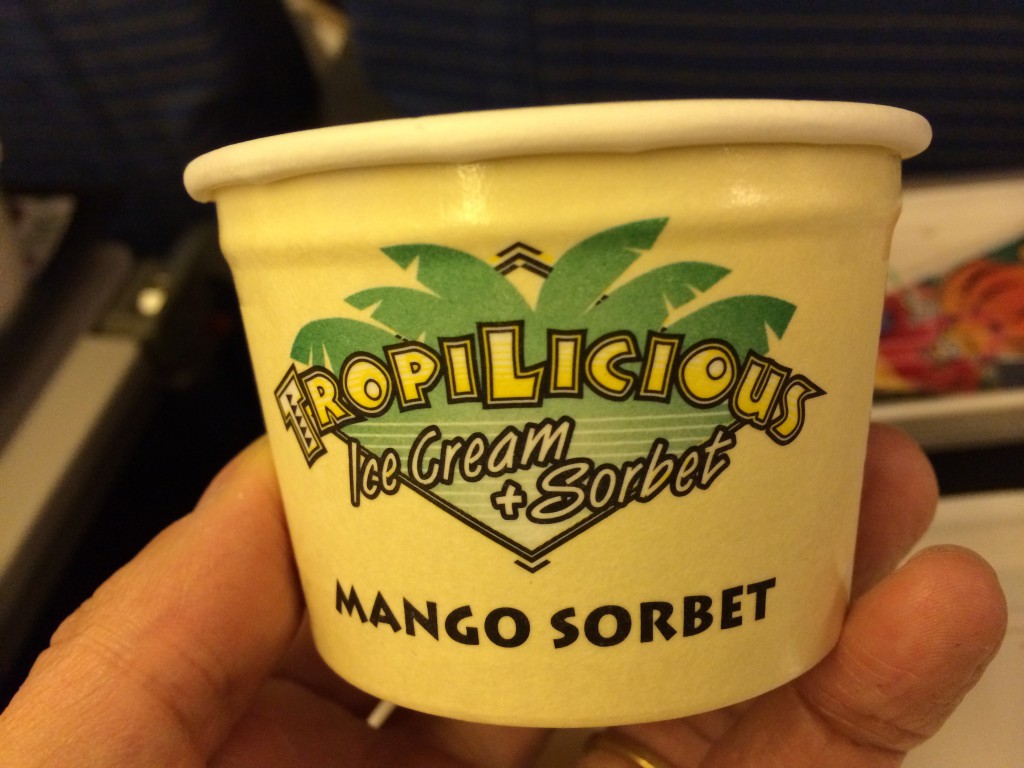 TROPILICIOUS
Ice Cream
+ Sorbet
MANGO SORBET